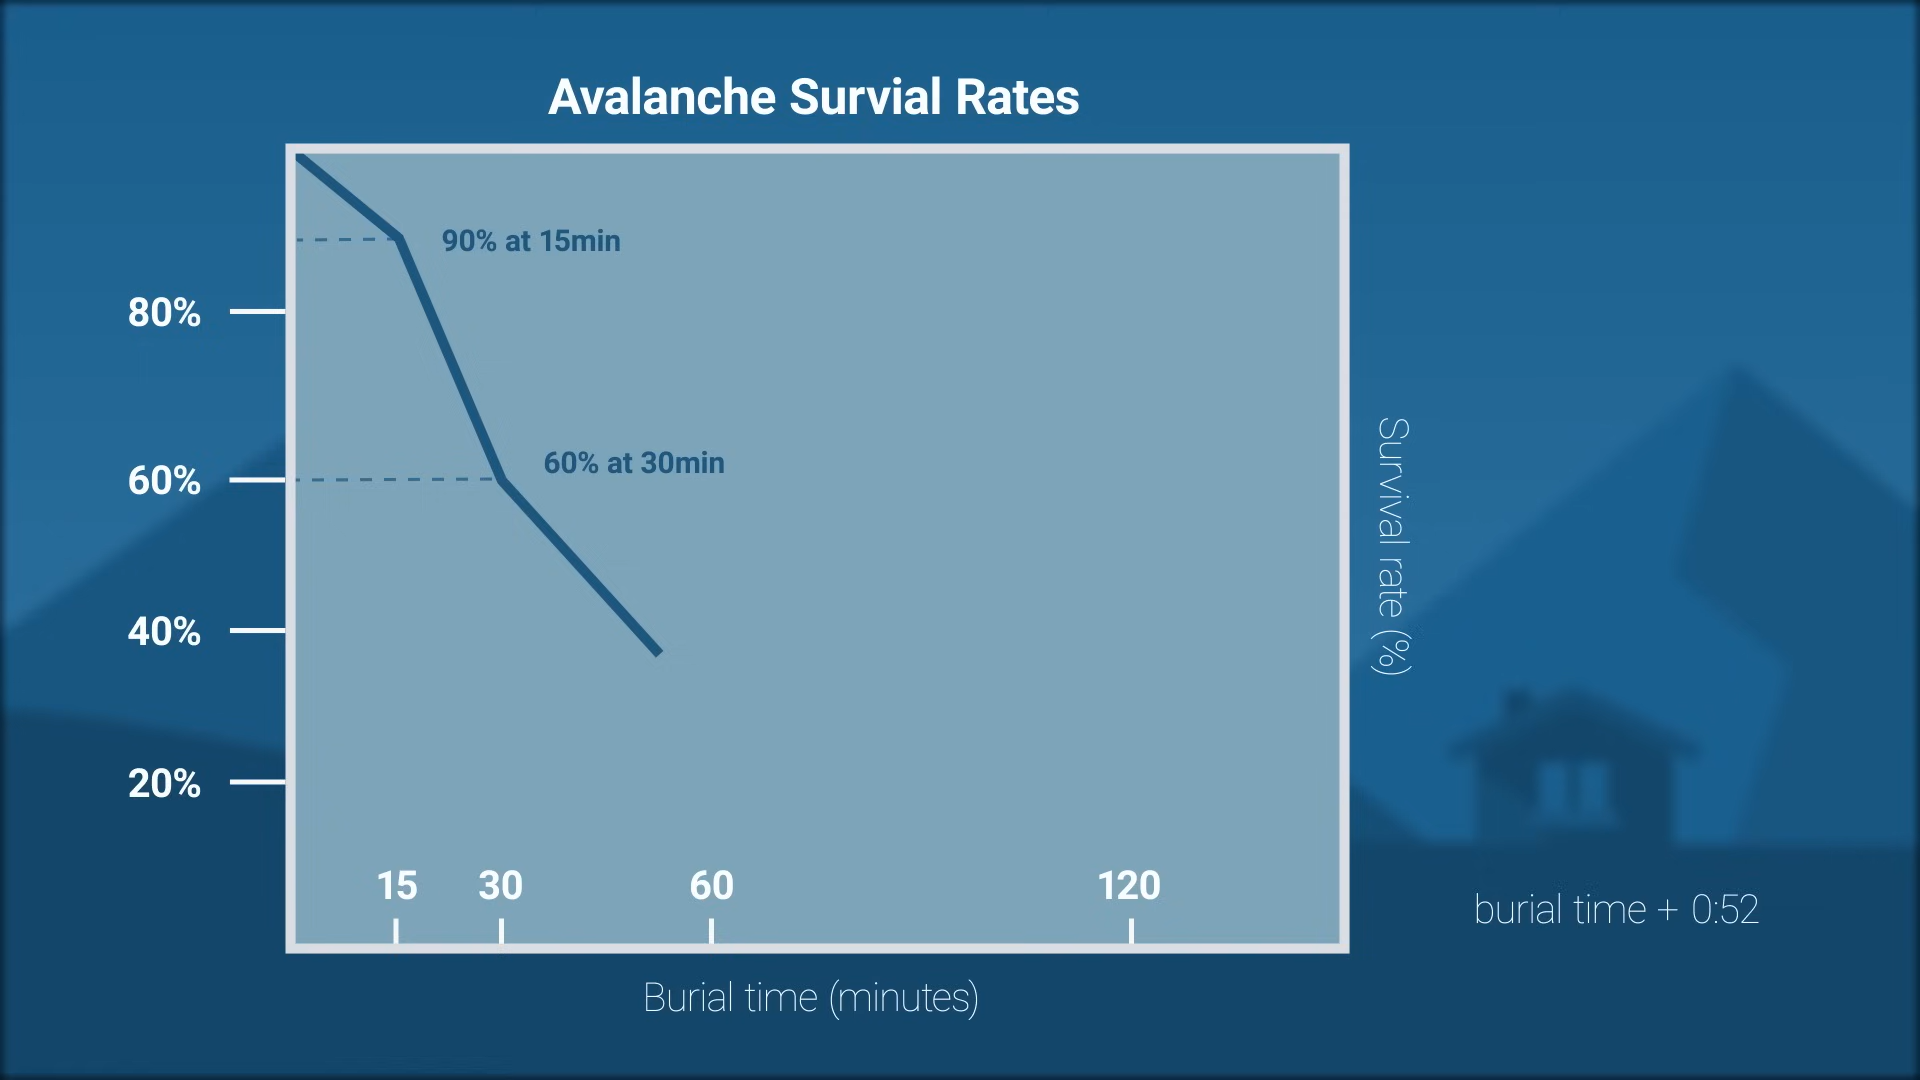 Avalanche Survial Rates
90% at 15min
80%
60% at 30min
60%
40%
20%
Survival rate (%)
15 30 60 120
burial time + 0:52
Burial time (minutes)